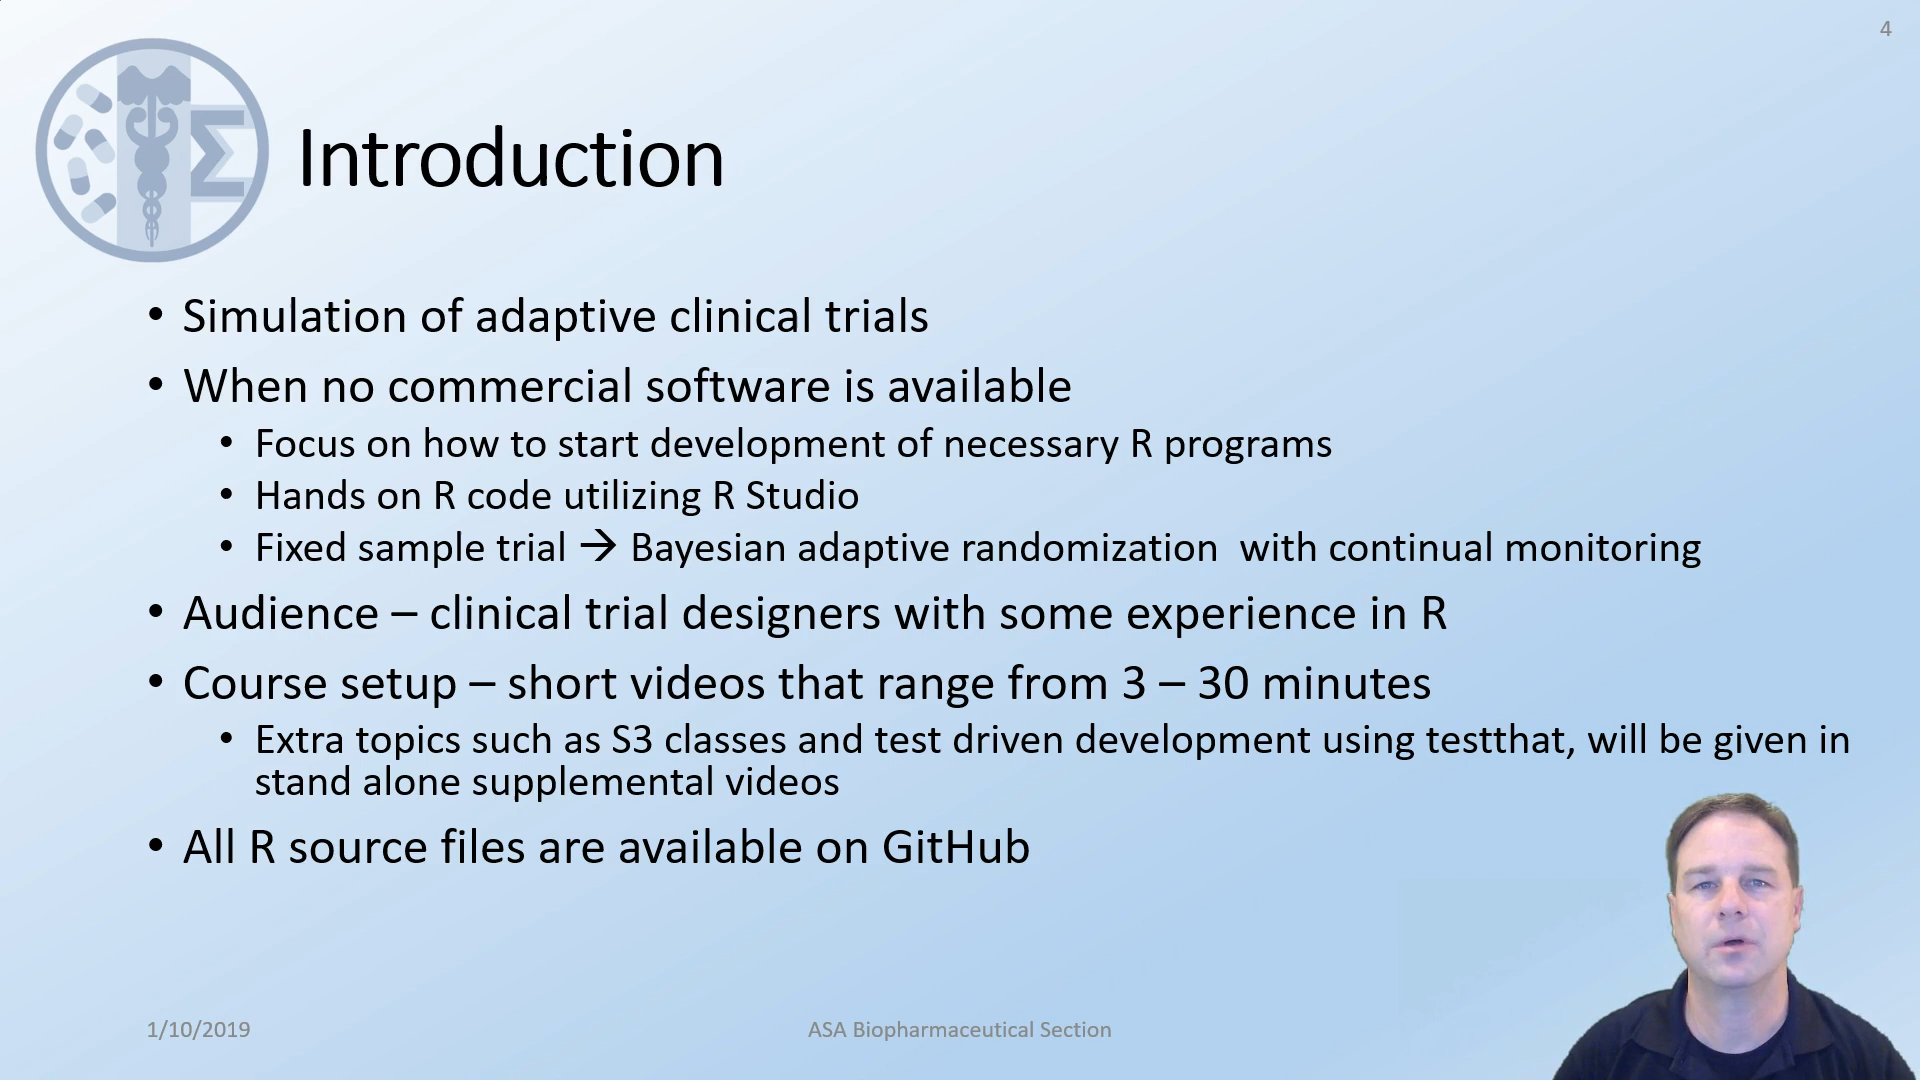 4
Introduction
• Simulation of adaptive clinical trials
• When no commercial software is available
• Focus on how to start development of necessary R programs
• Hands on R code utilizing R Studio
• Fixed sample trial → Bayesian adaptive randomization  with continual monitoring
• Audience – clinical trial designers with some experience in R
• Course setup – short videos that range from 3 – 30 minutes
• Extra topics such as S3 classes and test driven development using testthat, will be given in
stand alone supplemental videos
• All R source files are available on GitHub
1/10/2019
ASA Biopharmaceutical Section